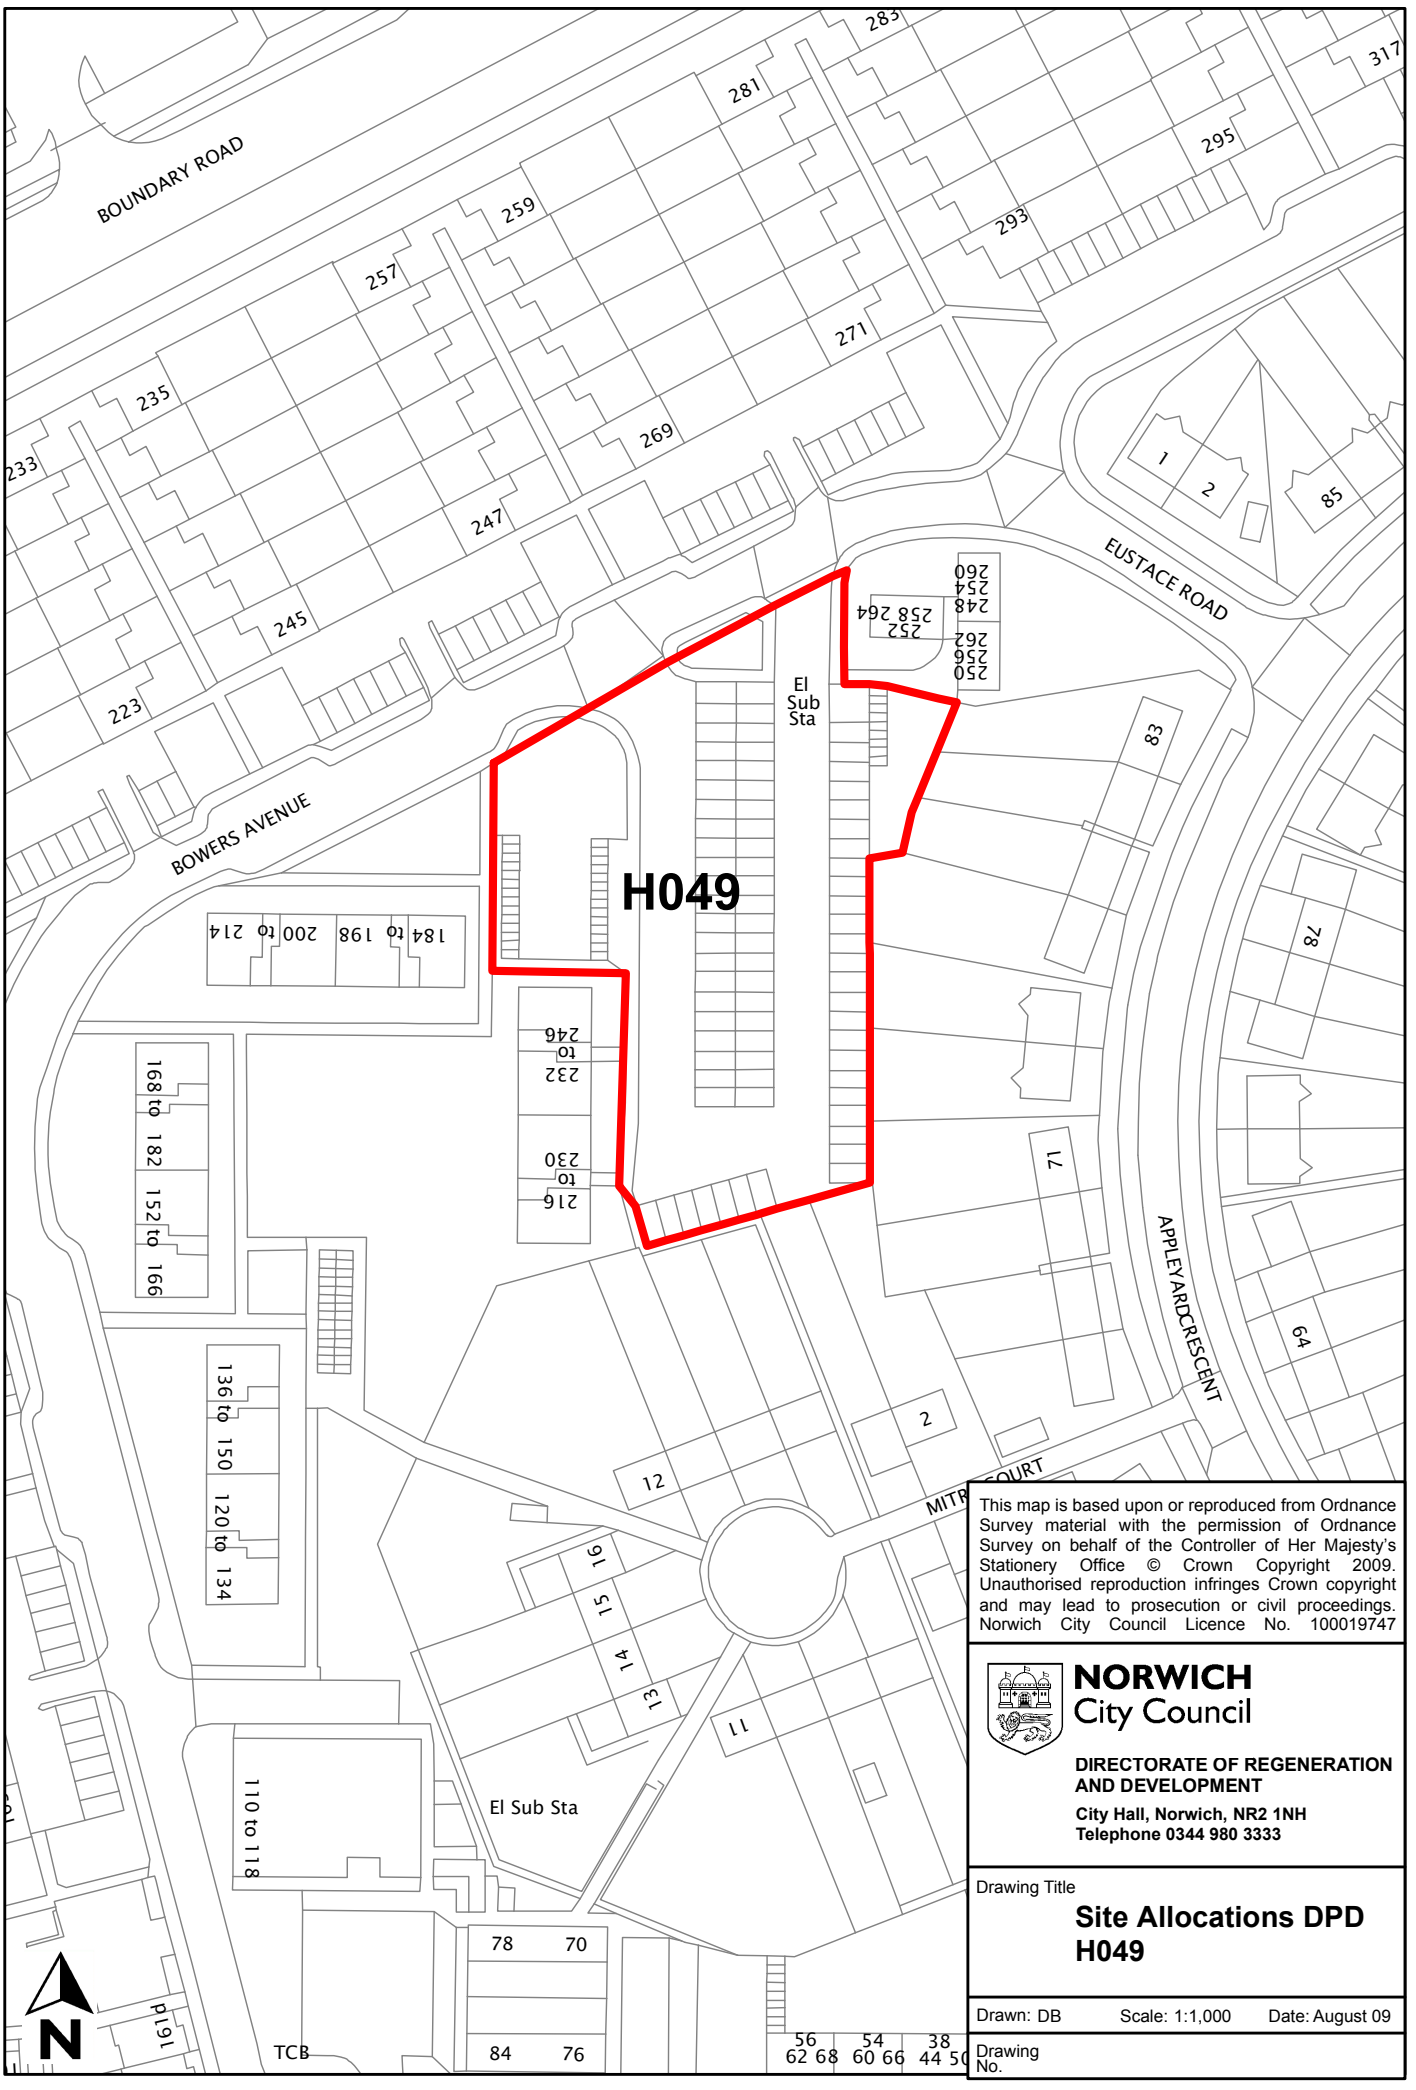 283
317
281
BOUNDARY ROAD
295
259
293
257
271
235
269
233
1
2
85
247
EUSTACE ROAD
260
254
248
264
258
252
262
256
250
245
223
El
Sub
Sta
83
BOWERS AVENUE
H049
214 to 200
198 to 184
78
246
to
232
168 to 182
230
to
216
71
152 to 166
APPLEYARD CRESCENT
64
136 to 150
2
12
MITRE COURT
120 to 134
16
15
14
13
11
110 to 118
El Sub Sta
78 70
84 76
TCB
161d
56
62 68
54
60 66
38
44 50
N
This map is based upon or reproduced from Ordnance
Survey material with the permission of Ordnance
Survey on behalf of the Controller of Her Majesty's
Stationery Office © Crown Copyright 2009.
Unauthorised reproduction infringes Crown copyright
and may lead to prosecution or civil proceedings.
Norwich City Council Licence No. 100019747
NORWICH
City Council
DIRECTORATE OF REGENERATION
AND DEVELOPMENT
City Hall, Norwich, NR2 1NH
Telephone 0344 980 3333
Drawing Title
Site Allocations DPD
H049
Drawn: DB Scale: 1:1,000 Date: August 09
Drawing
No.